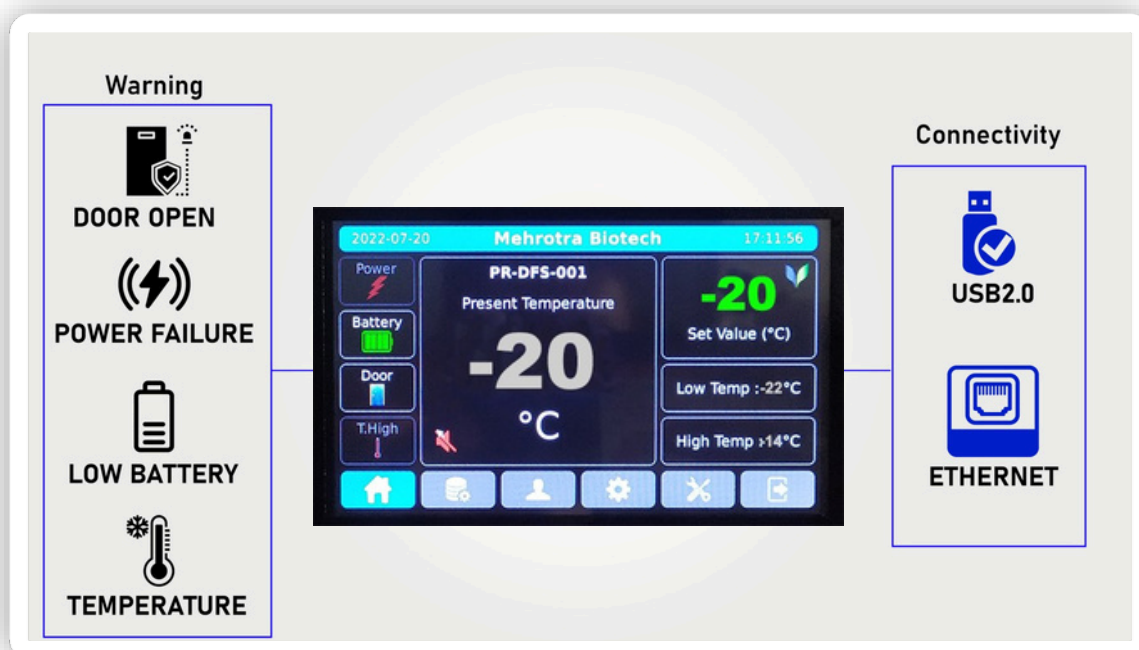 Warning
DOOR OPEN
POWER FAILURE
LOW BATTERY
TEMPERATURE
2022-07-20 Mehrotra Biotech 17:11:56
Power
Battery
Door
T.High
PR-DFS-001
Present Temperature
-20
°C
-20
Set Value (°C)
Low Temp :-22°C
High Temp :-14°C
Connectivity
USB2.0
ETHERNET